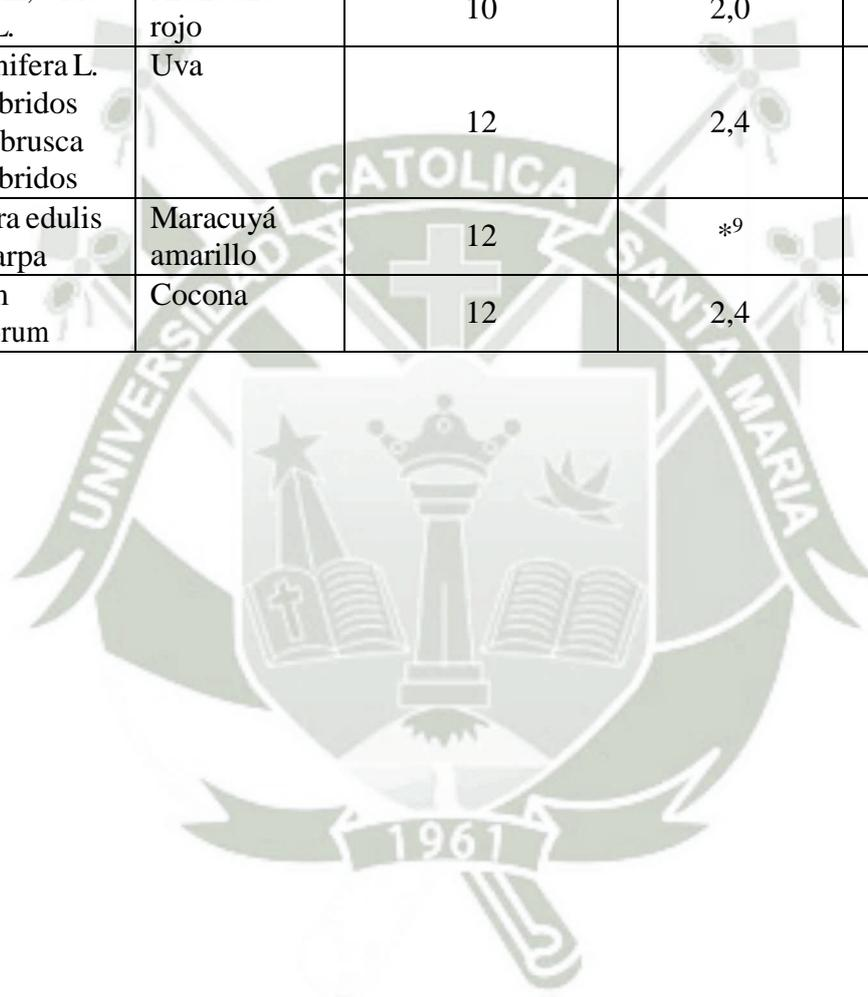 L. rojo 10 2,0
nifera L. Uva
bridos
12 2,4
brusca
bridos
ra edulis Maracuyá
12 *9
arpa amarillo
n Cocona
12 2,4
rum
UNIVERSIDAD CATOLICA SANTA MARIA
1961